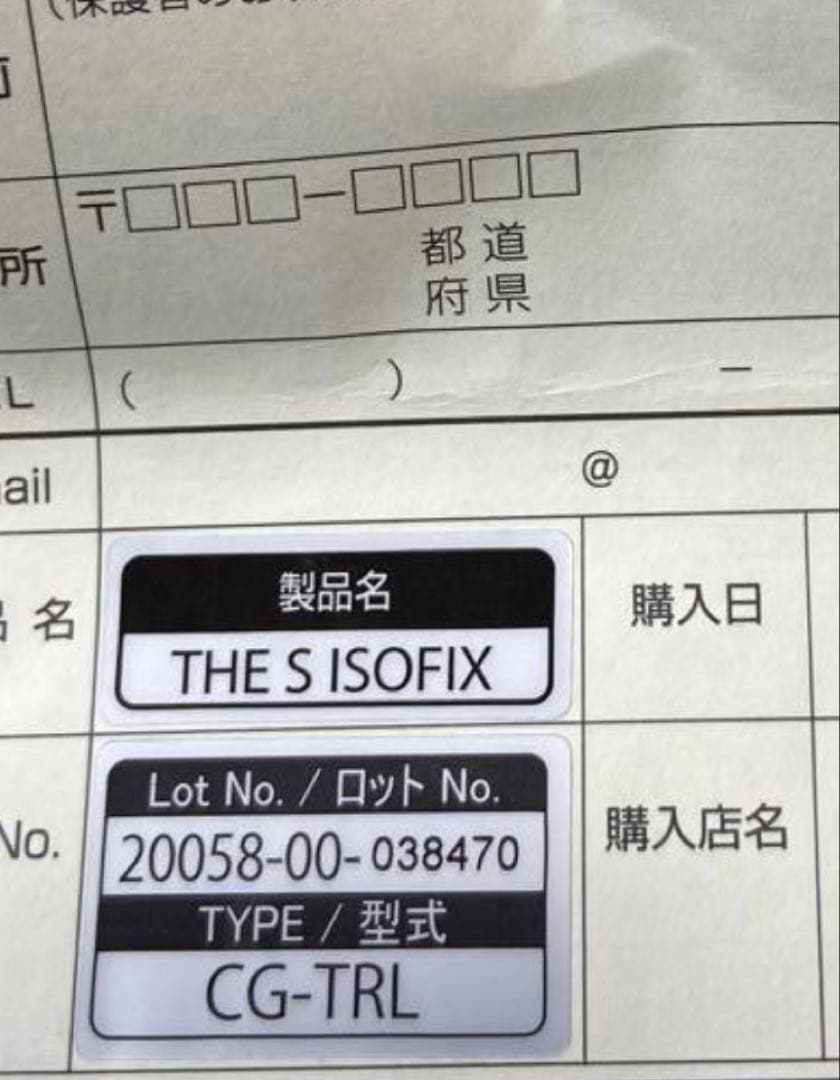 〒□□□-□□□□
都 道
府 県
所
L ( ) -
ail @
名
製品名
THE S ISOFIX
購入日
No.
Lot No. / ロット No.
20058-00-038470
TYPE / 型式
CG-TRL
購入店名